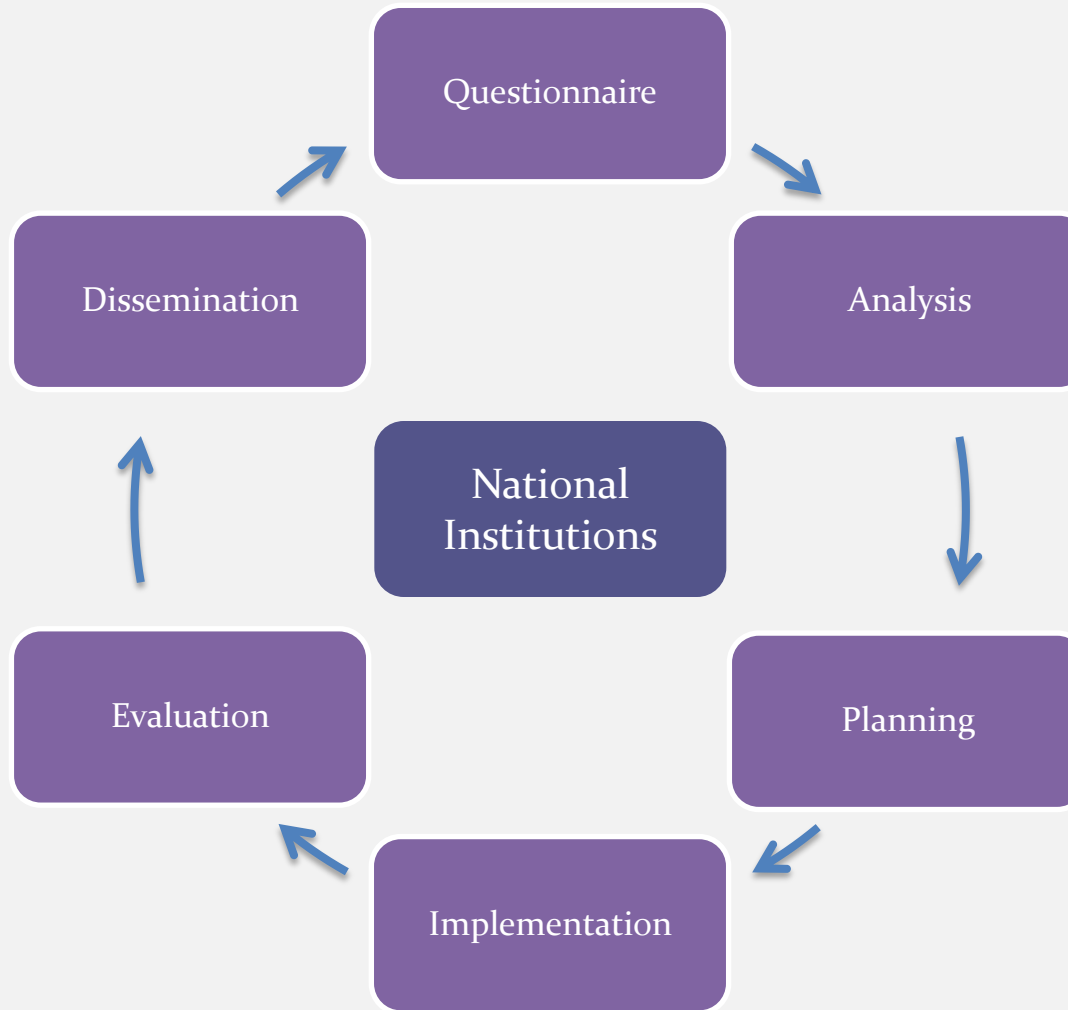 Questionnaire
Dissemination
Analysis
National
Institutions
Evaluation
Planning
Implementation